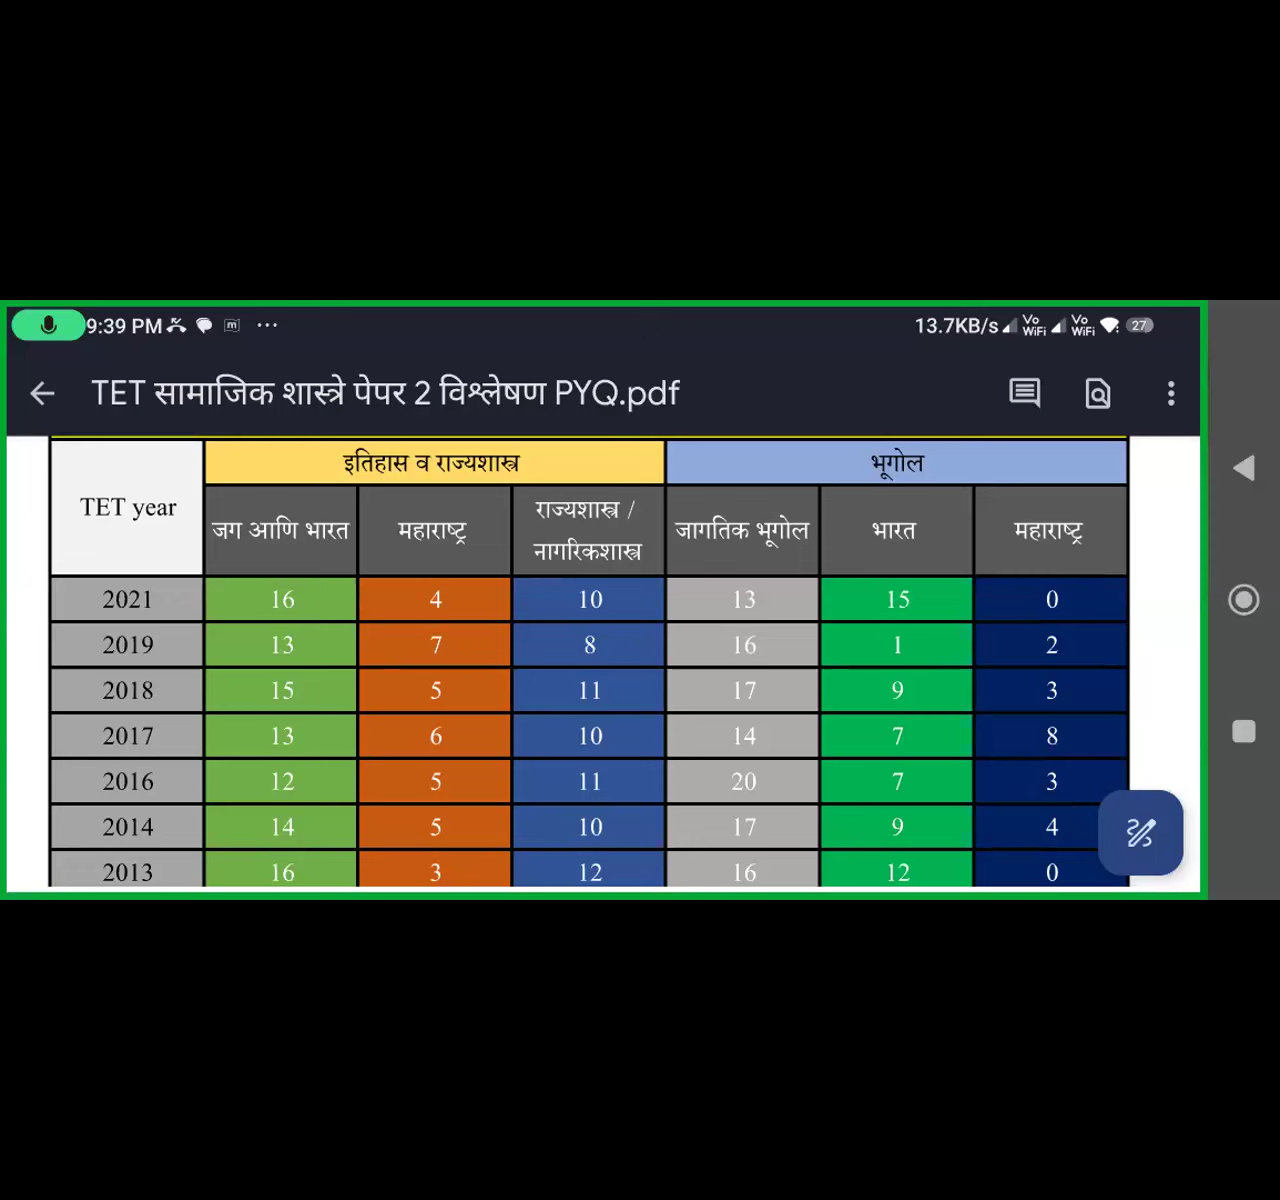 9:39 PM m ... 13.7KB/s Vo WiFi Vo WiFi 27
TET सामाजिक शास्त्रे पेपर 2 विश्लेषण PYQ.pdf
TET year इतिहास व राज्यशास्त्र भूगोल
जग आणि भारत महाराष्ट्र राज्यशास्त्र / नागरिकशास्त्र जागतिक भूगोल भारत महाराष्ट्र
2021 16 4 10 13 15 0
2019 13 7 8 16 1 2
2018 15 5 11 17 9 3
2017 13 6 10 14 7 8
2016 12 5 11 20 7 3
2014 14 5 10 17 9 4
2013 16 3 12 16 12 0